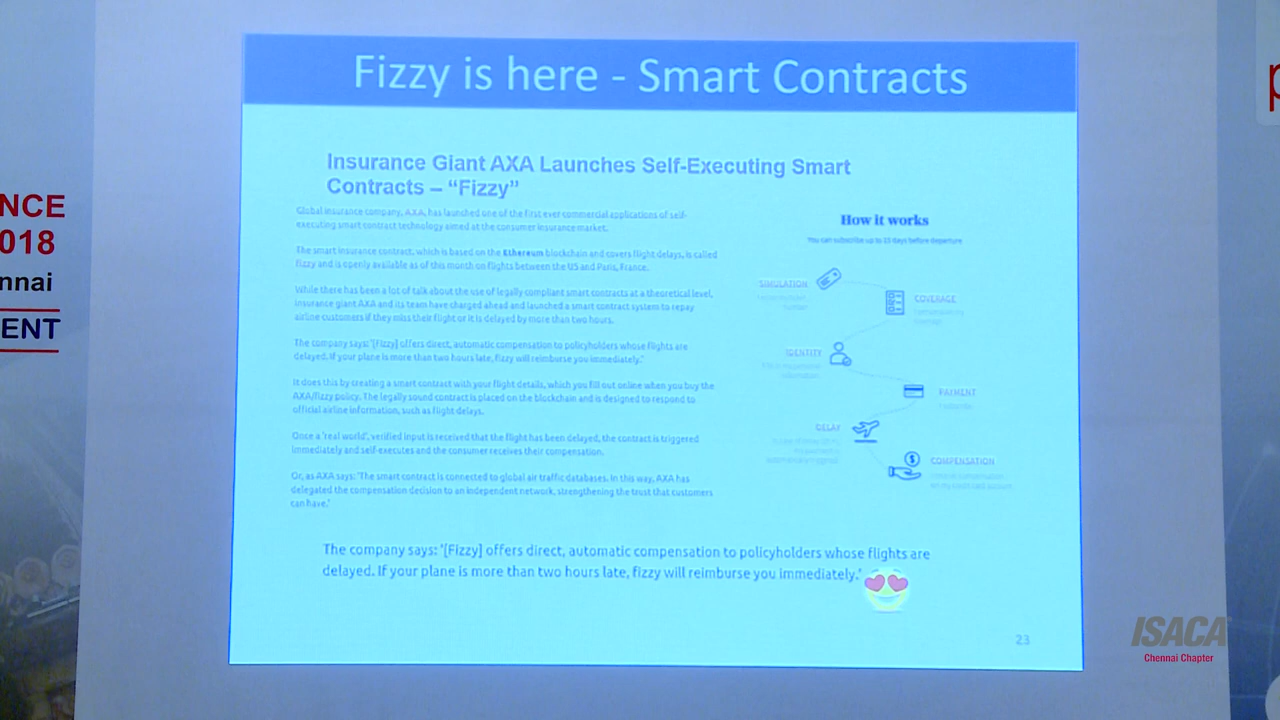 Fizzy is here - Smart Contracts
Insurance Giant AXA Launches Self-Executing Smart
Contracts – “Fizzy”
Global insurance company, AXA, has launched one of the first ever commercial applications of self-
executing smart contract technology aimed at the consumer insurance market.
The smart insurance contract, which is based on the Ethereum blockchain and covers flight delays, is called
fizzy and is openly available as of this month on flights between the US and Paris, France.
While there has been a lot of talk about the use of legally compliant smart contracts at a theoretical level,
insurance giant AXA and its team have charged ahead and launched a smart contract system to repay
airline customers if they miss their flight or it is delayed by more than two hours.
The company says: '[Fizzy] offers direct, automatic compensation to policyholders whose flights are
delayed. If your plane is more than two hours late, fizzy will reimburse you immediately.'
It does this by creating a smart contract with your flight details, which you fill out online when you buy the
AXA/fizzy policy. The legally sound contract is placed on the blockchain and is designed to respond to
official airline information, such as flight delays.
Once a 'real world', verified input is received that the flight has been delayed, the contract is triggered
immediately and self-executes and the consumer receives their compensation.
Or, as AXA says: 'The smart contract is connected to global air traffic databases. In this way, AXA has
delegated the compensation decision to an independent network, strengthening the trust that customers
can have.'
How it works
You can subscribe up to 15 days before departure
SIMULATION
number
COVERAGE
IDENTITY
information
PAYMENT
DELAY
COMPENSATION
The company says: '[Fizzy] offers direct, automatic compensation to policyholders whose flights are
delayed. If your plane is more than two hours late, fizzy will reimburse you immediately.'
23
NCE
018
nnai
ENT
p
ISACA
Chennai Chapter